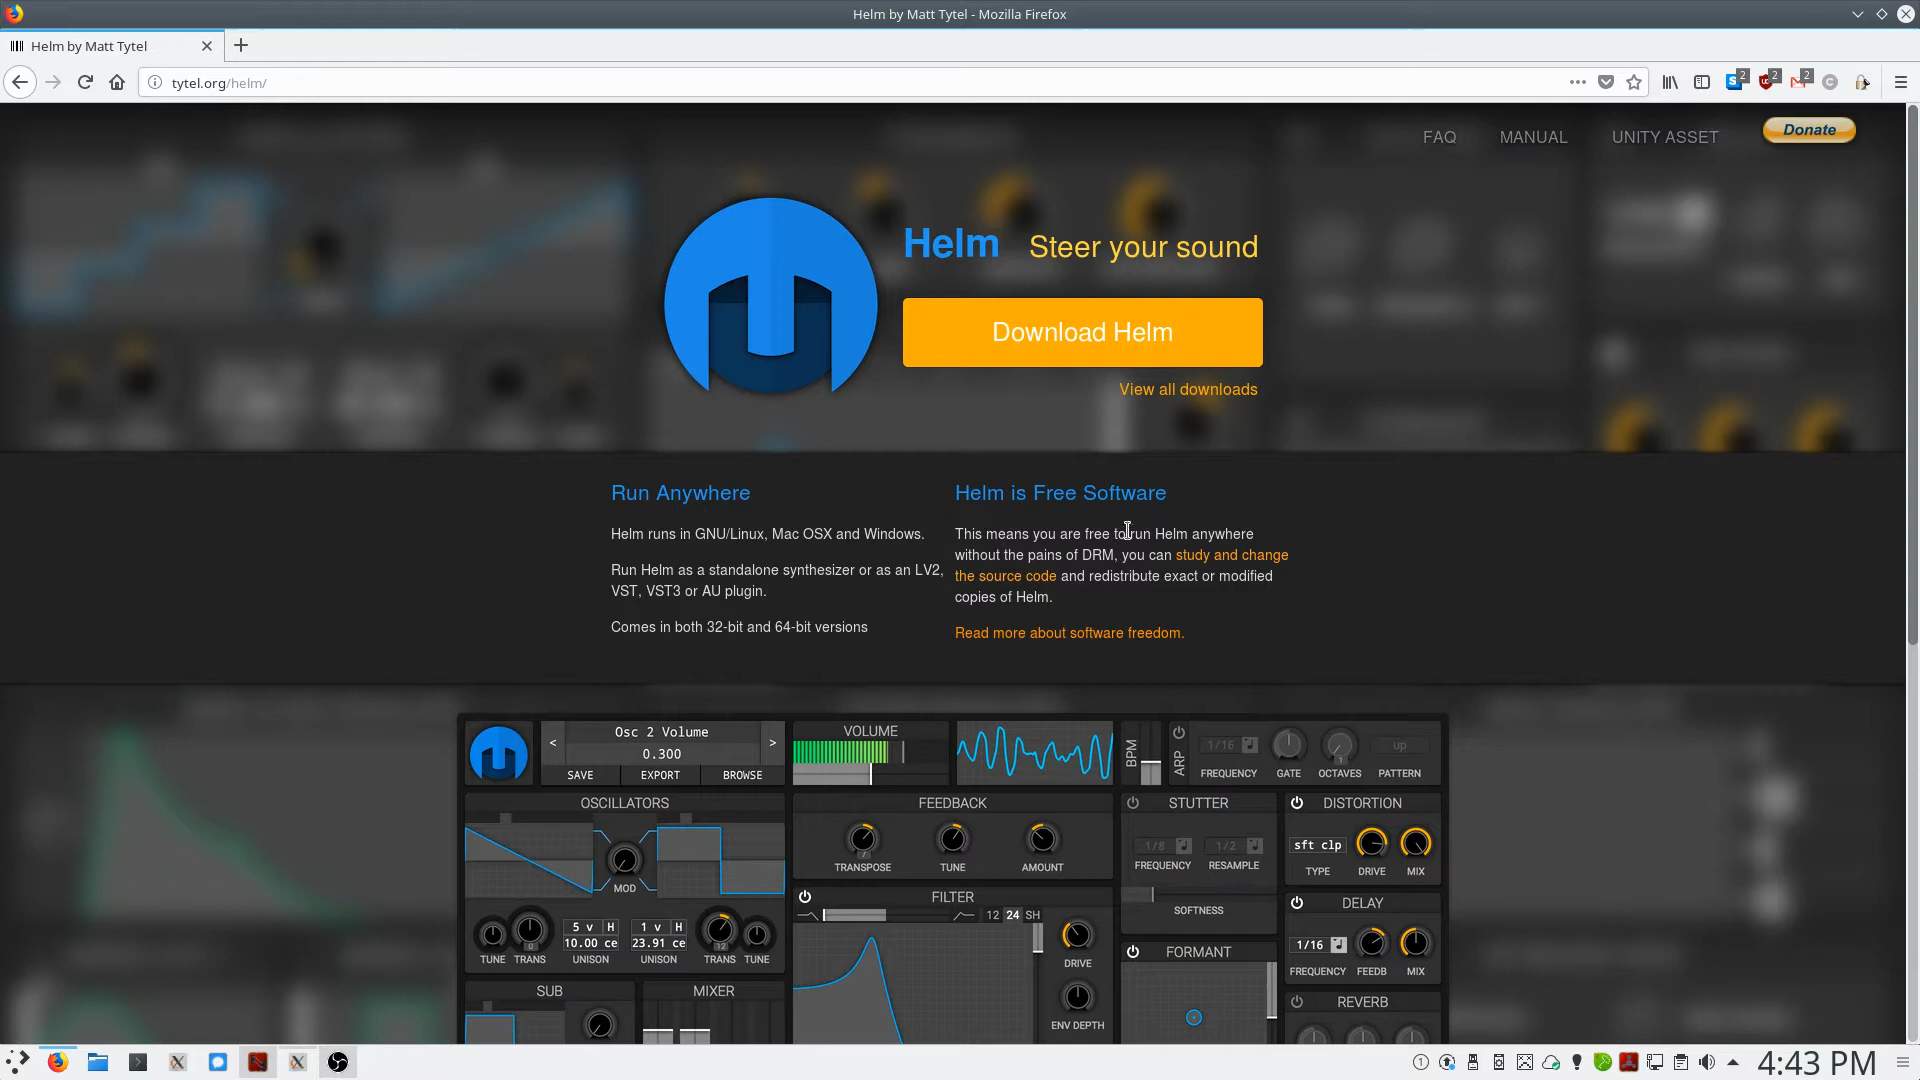 Helm by Matt Tytel - Mozilla Firefox
Helm by Matt Tytel
tytel.org/helm/
2
2
2
FAQ
MANUAL
UNITY ASSET
Donate
Helm
Steer your sound
Download Helm
View all downloads
Run Anywhere
Helm runs in GNU/Linux, Mac OSX and Windows.
Run Helm as a standalone synthesizer or as an LV2,
VST, VST3 or AU plugin.
Comes in both 32-bit and 64-bit versions
Helm is Free Software
This means you are free to run Helm anywhere
without the pains of DRM, you can study and change
the source code and redistribute exact or modified
copies of Helm.
Read more about software freedom.
<
Osc 2 Volume
0.300
>
SAVE
EXPORT
BROWSE
VOLUME
BPM
ARP
1/16
FREQUENCY
GATE
1
OCTAVES
up
PATTERN
OSCILLATORS
MOD
TUNE
0
TRANS
5 v H
10.00 ce
UNISON
1 v H
23.91 ce
UNISON
12
TRANS
TUNE
SUB
MIXER
FEEDBACK
7
TRANSPOSE
TUNE
AMOUNT
FILTER
12 24 SH
DRIVE
ENV DEPTH
STUTTER
1/8
FREQUENCY
1/2
RESAMPLE
SOFTNESS
FORMANT
DISTORTION
sft clp
TYPE
DRIVE
MIX
DELAY
1/16
FREQUENCY
FEEDB
MIX
REVERB
4:43 PM